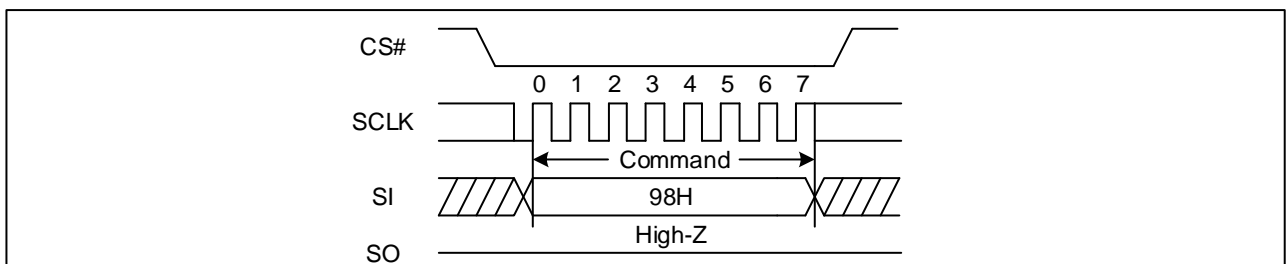 CS#
0 1 2 3 4 5 6 7
SCLK
Command
SI
98H
High-Z
SO